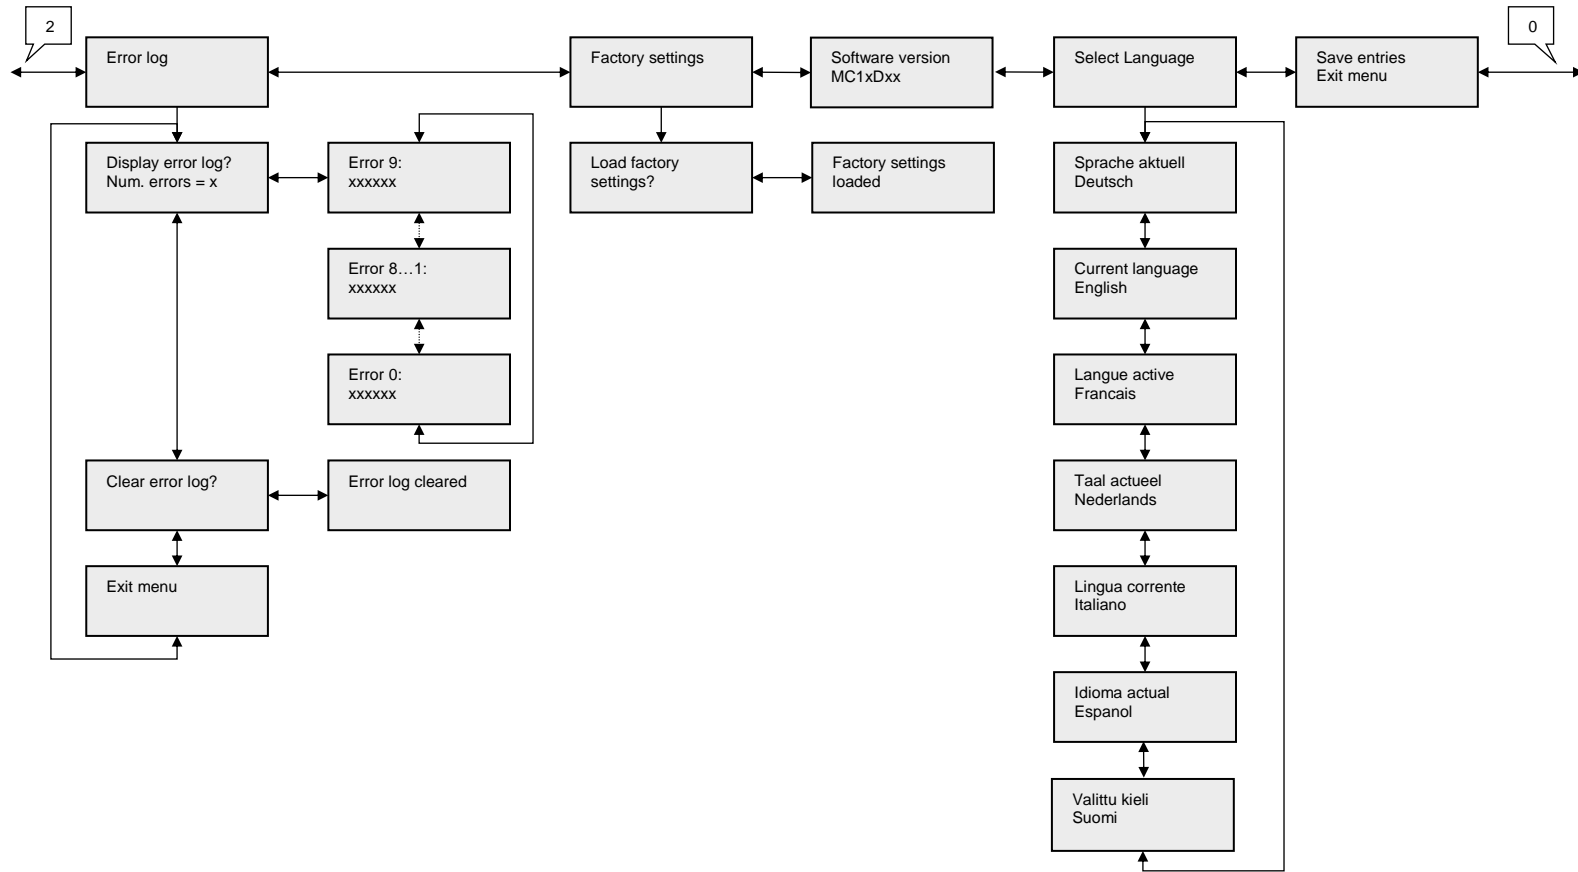 2
0
Error log
Factory settings
Software version
MC1xDxx
Select Language
Save entries
Exit menu
Display error log?
Num. errors = x
Error 9:
xxxxxx
Load factory
settings?
Factory settings
loaded
Sprache aktuell
Deutsch
Error 8…1:
xxxxxx
Current language
English
Error 0:
xxxxxx
Langue active
Francais
Clear error log?
Error log cleared
Taal actueel
Nederlands
Exit menu
Lingua corrente
Italiano
Idioma actual
Espanol
Valittu kieli
Suomi